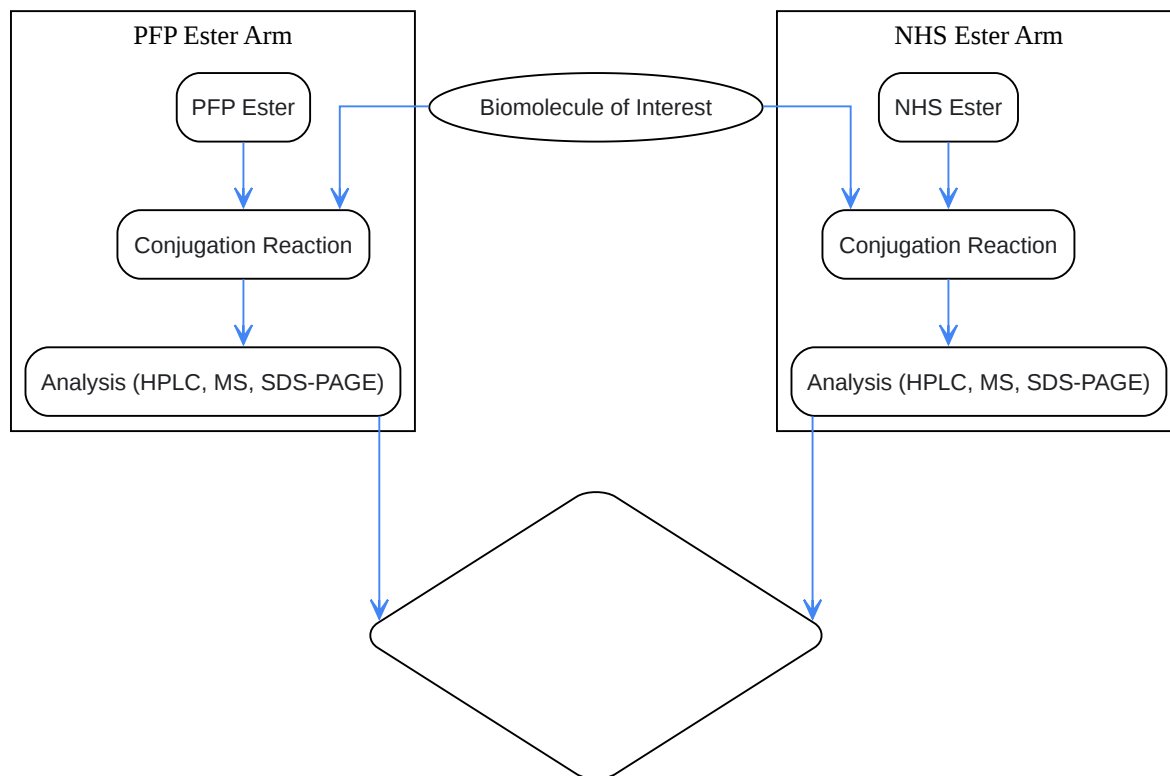 PFP Ester Arm
NHS Ester Arm
PFP Ester
Biomolecule of Interest
NHS Ester
Conjugation Reaction
Conjugation Reaction
Analysis (HPLC, MS, SDS-PAGE)
Analysis (HPLC, MS, SDS-PAGE)